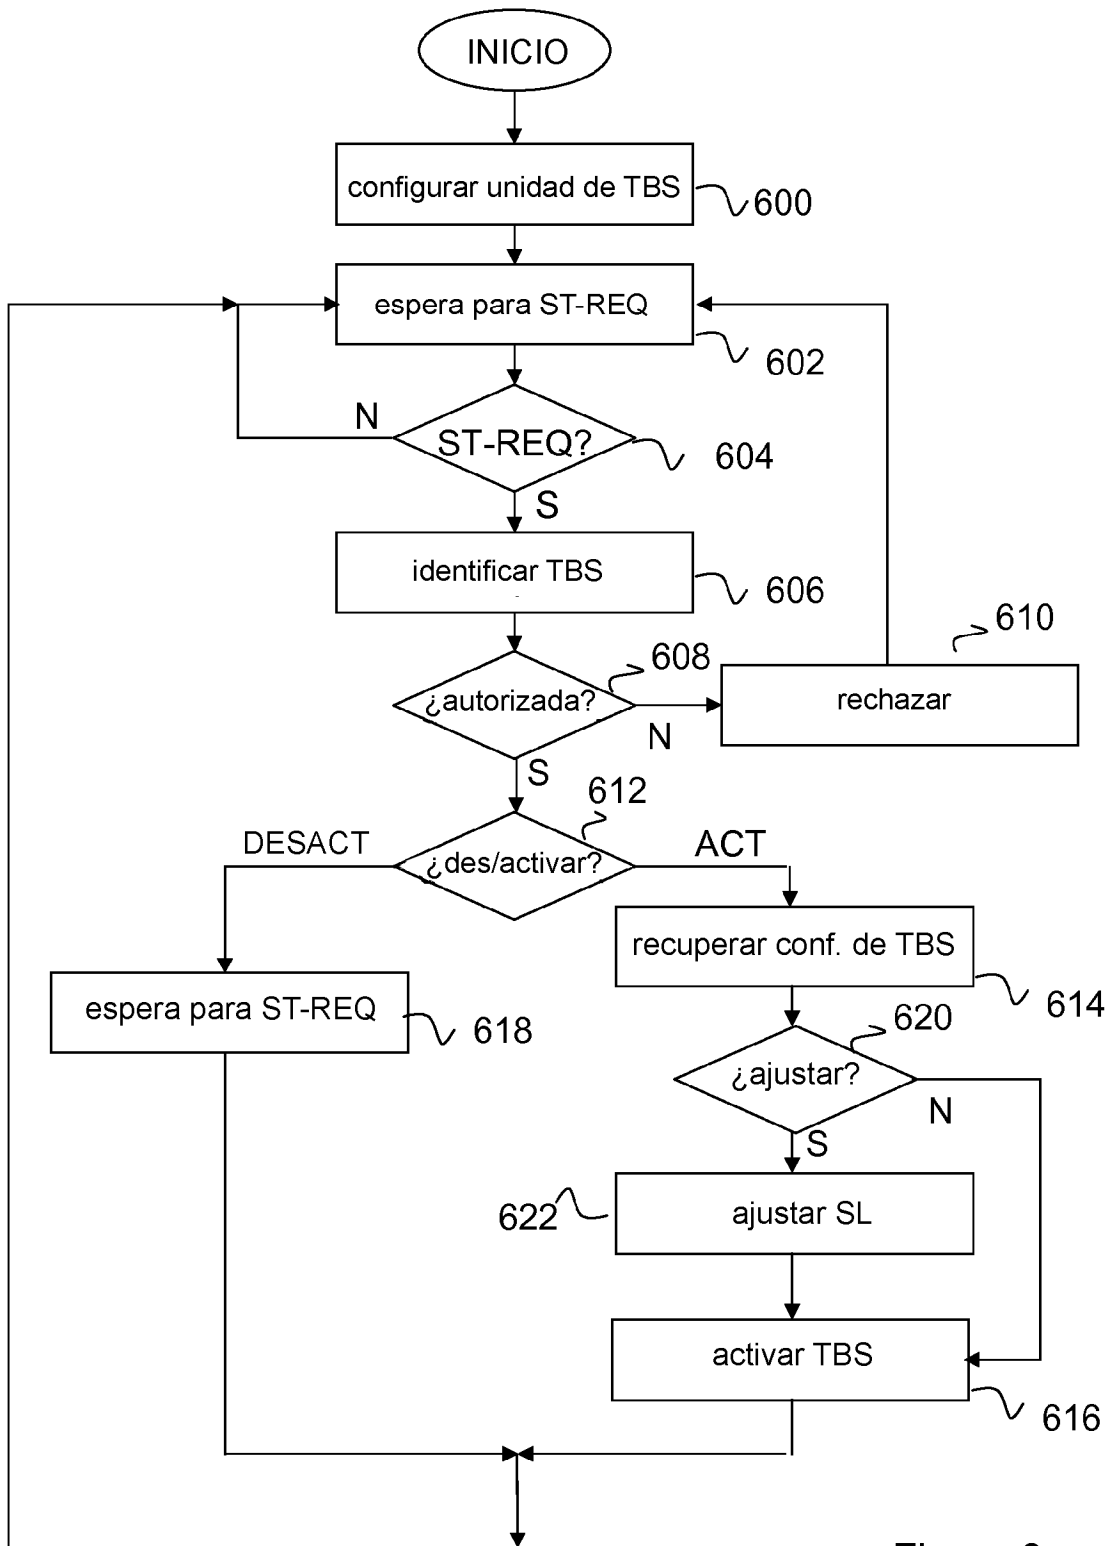 INICIO
configurar unidad de TBS
600
espera para ST-REQ
602
N
ST-REQ?
604
S
identificar TBS
606
610
608
¿autorizada?
rechazar
N
S
612
DESACT
¿des/activar?
ACT
recuperar conf. de TBS
614
espera para ST-REQ
618
620
¿ajustar?
N
S
622
ajustar SL
activar TBS
616